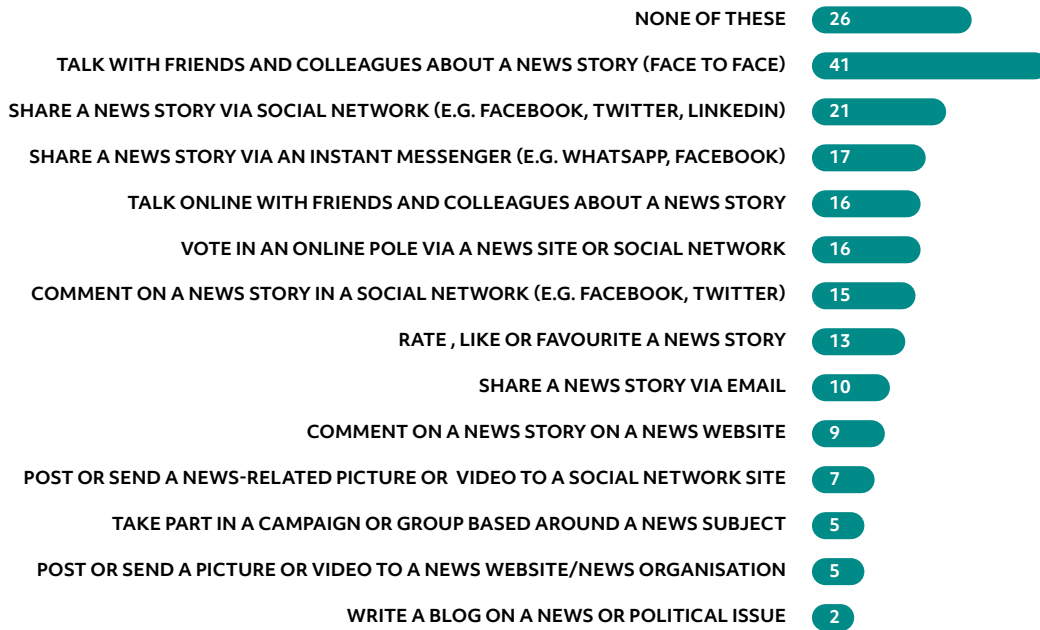 NONE OF THESE 26
TALK WITH FRIENDS AND COLLEAGUES ABOUT A NEWS STORY (FACE TO FACE) 41
SHARE A NEWS STORY VIA SOCIAL NETWORK (E.G. FACEBOOK, TWITTER, LINKEDIN) 21
SHARE A NEWS STORY VIA AN INSTANT MESSENGER (E.G. WHATSAPP, FACEBOOK) 17
TALK ONLINE WITH FRIENDS AND COLLEAGUES ABOUT A NEWS STORY 16
VOTE IN AN ONLINE POLE VIA A NEWS SITE OR SOCIAL NETWORK 16
COMMENT ON A NEWS STORY IN A SOCIAL NETWORK (E.G. FACEBOOK, TWITTER) 15
RATE , LIKE OR FAVOURITE A NEWS STORY 13
SHARE A NEWS STORY VIA EMAIL 10
COMMENT ON A NEWS STORY ON A NEWS WEBSITE 9
POST OR SEND A NEWS-RELATED PICTURE OR VIDEO TO A SOCIAL NETWORK SITE 7
TAKE PART IN A CAMPAIGN OR GROUP BASED AROUND A NEWS SUBJECT 5
POST OR SEND A PICTURE OR VIDEO TO A NEWS WEBSITE/NEWS ORGANISATION 5
WRITE A BLOG ON A NEWS OR POLITICAL ISSUE 2